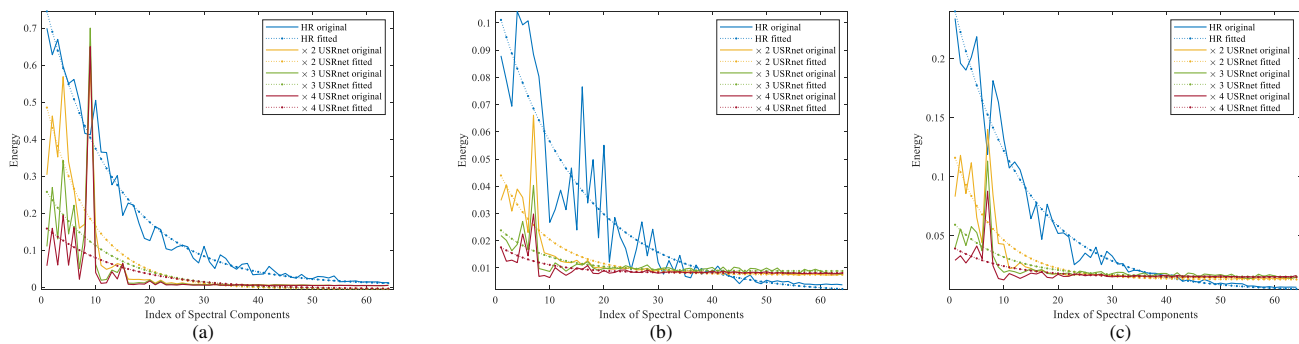 0.7
0.6
0.5
0.4
0.3
0.2
0.1
0
Energy
0 10 20 30 40 50 60
Index of Spectral Components
HR original
HR fitted
× 2 USRnet original
× 2 USRnet fitted
× 3 USRnet original
× 3 USRnet fitted
× 4 USRnet original
× 4 USRnet fitted
(a)
0.1
0.09
0.08
0.07
0.06
0.05
0.04
0.03
0.02
0.01
Energy
0 10 20 30 40 50 60
Index of Spectral Components
HR original
HR fitted
× 2 USRnet original
× 2 USRnet fitted
× 3 USRnet original
× 3 USRnet fitted
× 4 USRnet original
× 4 USRnet fitted
(b)
0.2
0.15
0.1
0.05
Energy
0 10 20 30 40 50 60
Index of Spectral Components
HR original
HR fitted
× 2 USRnet original
× 2 USRnet fitted
× 3 USRnet original
× 3 USRnet fitted
× 4 USRnet original
× 4 USRnet fitted
(c)